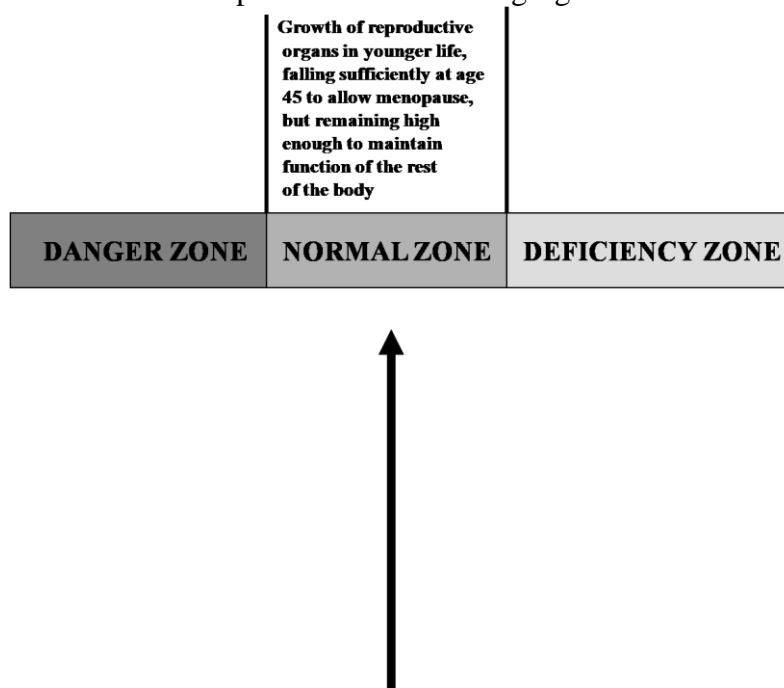 Growth of reproductive
organs in younger life,
falling sufficiently at age
45 to allow menopause,
but remaining high
enough to maintain
function of the rest
of the body
DANGER ZONE
NORMAL ZONE
DEFICIENCY ZONE